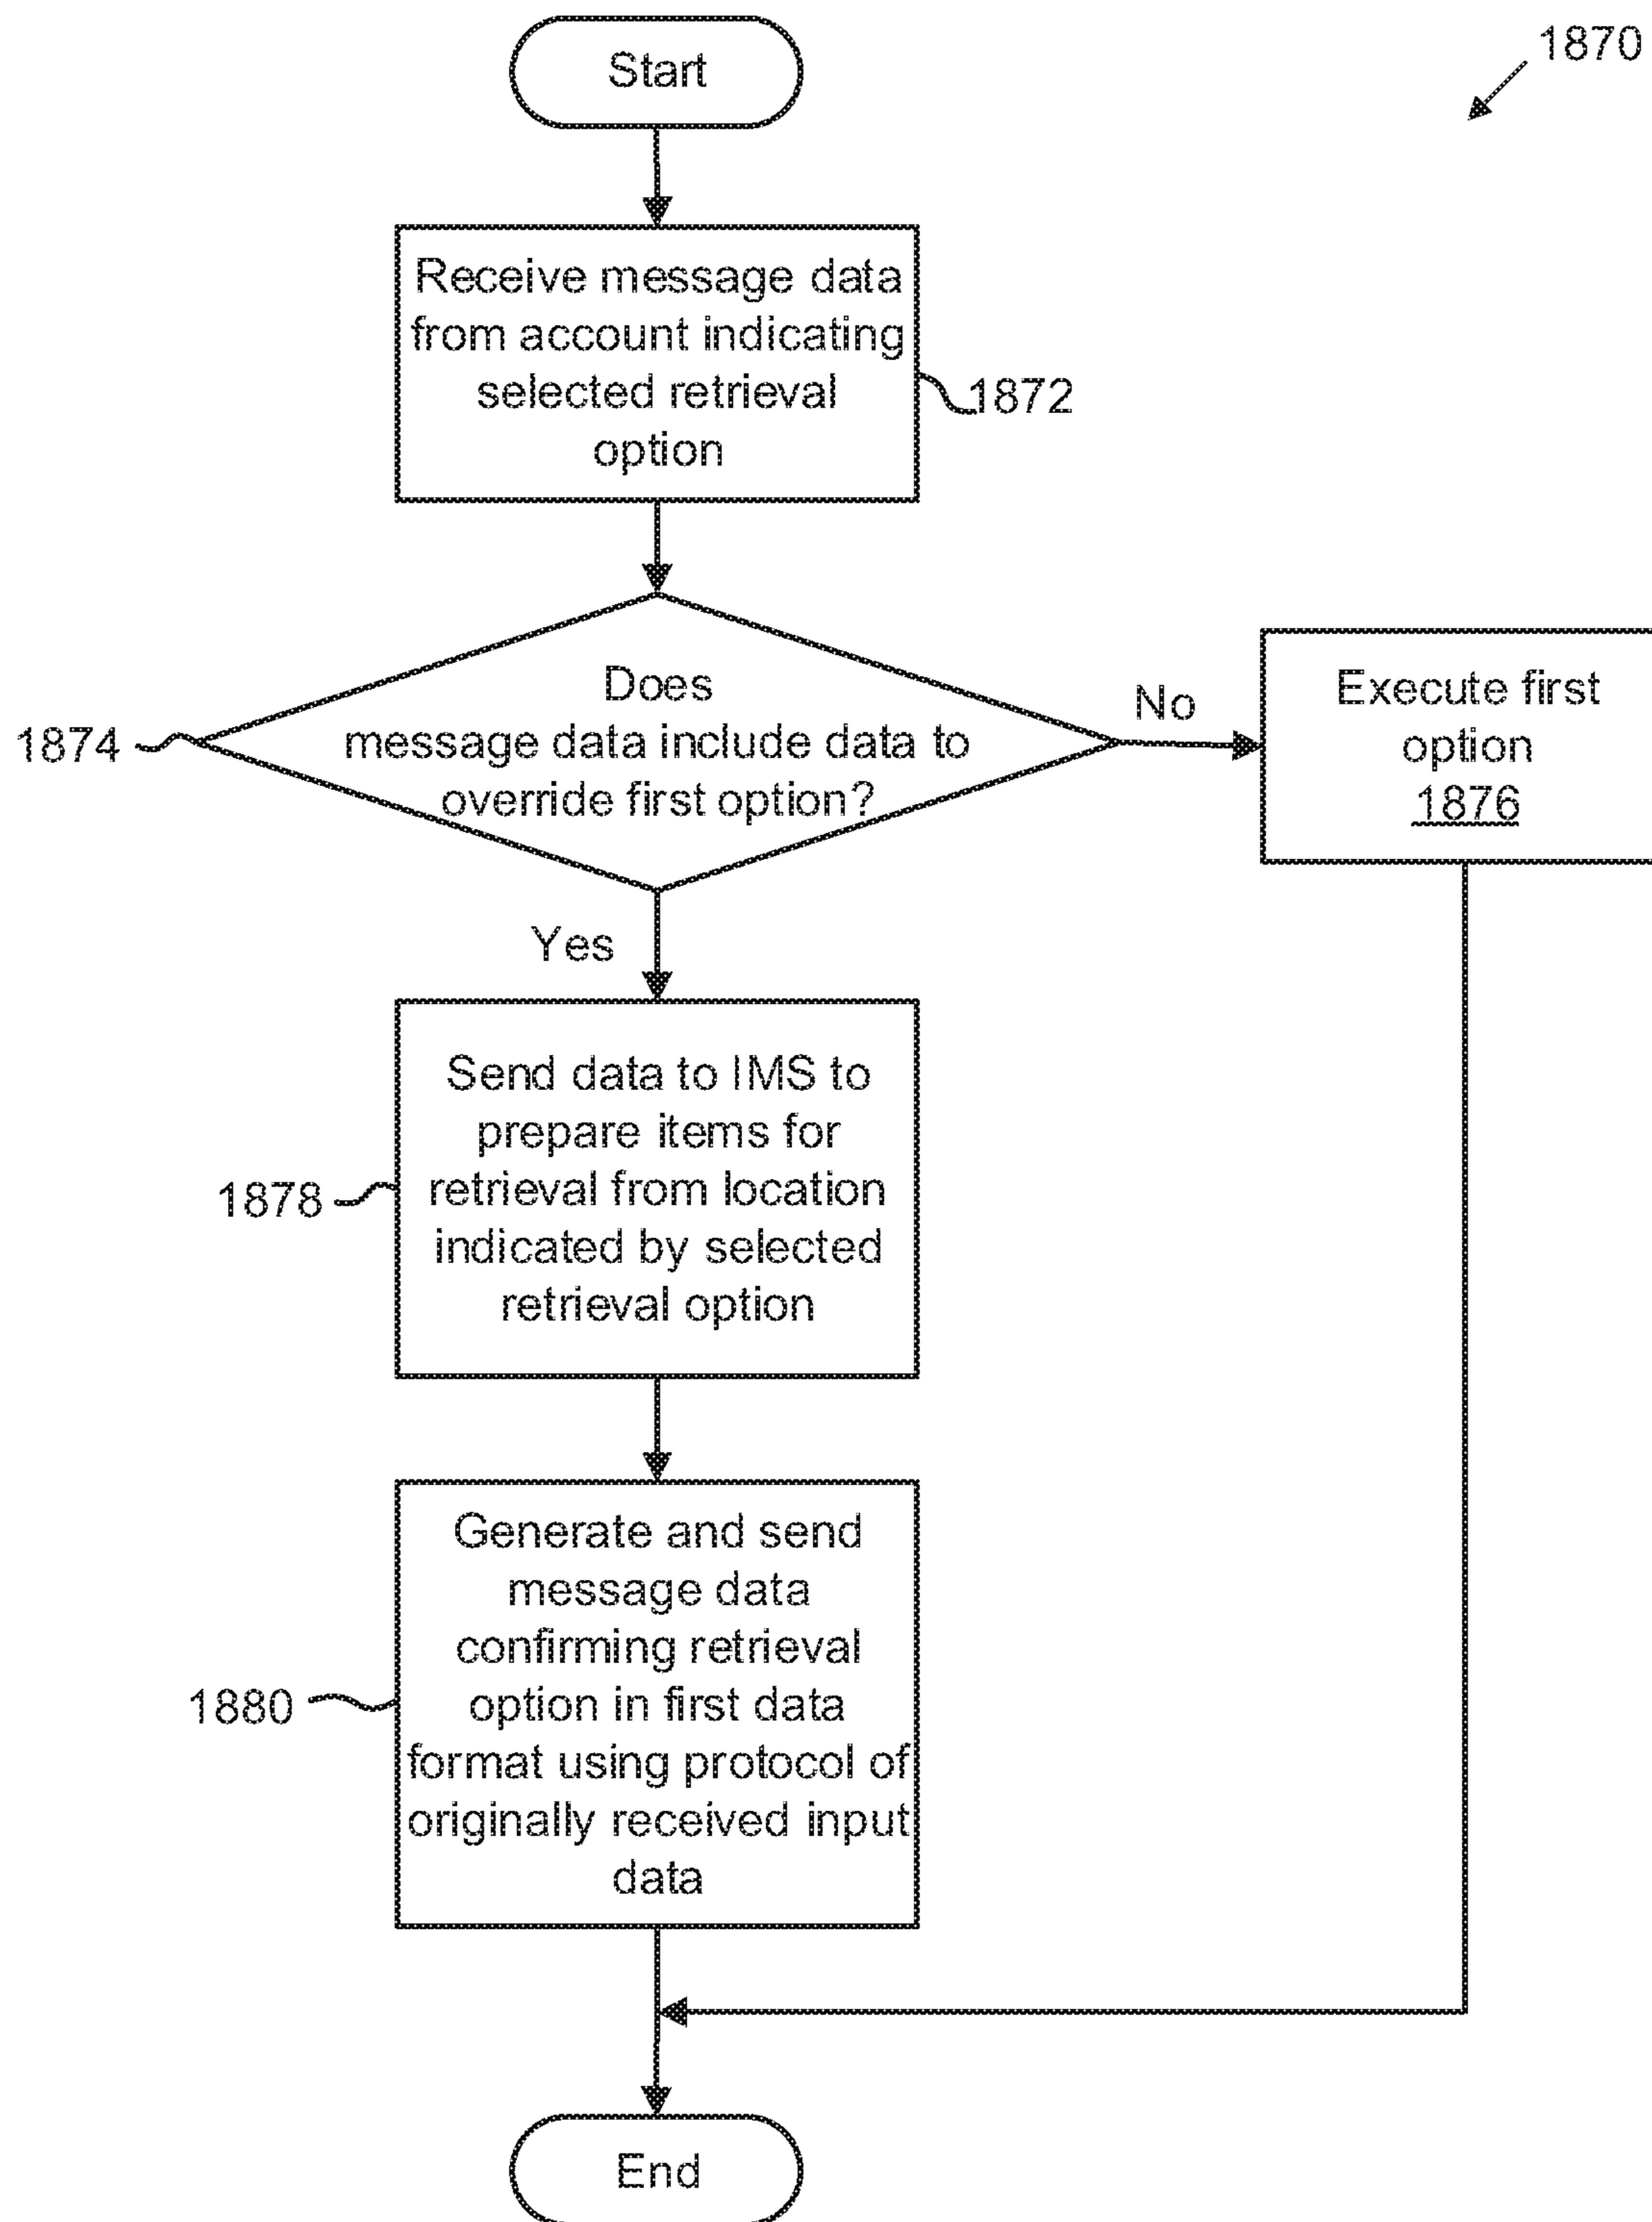 1870
Start
Receive message data
from account indicating
selected retrieval
option
1872
Does
message data include data to
override first option?
1874
No
Execute first
option
1876
Yes
Send data to IMS to
prepare items for
retrieval from location
indicated by selected
retrieval option
1878
Generate and send
message data
confirming retrieval
option in first data
format using protocol of
originally received input
data
1880
End